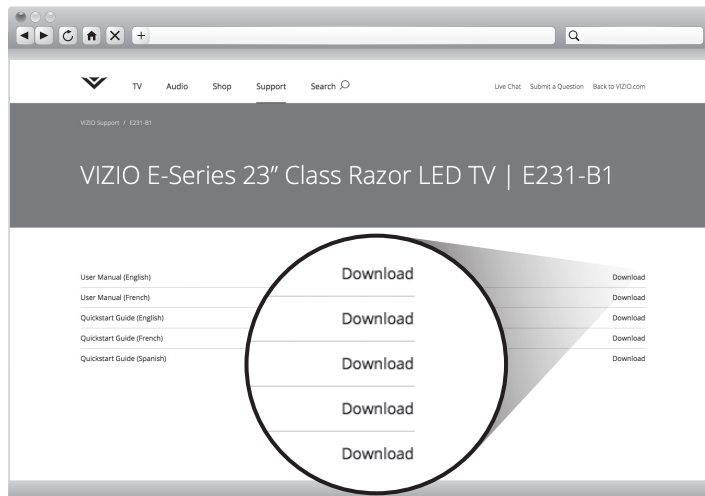 TV Audio Shop Support Search Live Chat Submit a Question Back to VIZIO.com
VIZIO Support / E231-B1
VIZIO E-Series 23” Class Razor LED TV | E231-B1
User Manual (English) Download
User Manual (French) Download
Quickstart Guide (English) Download
Quickstart Guide (French) Download
Quickstart Guide (Spanish) Download
Download
Download
Download
Download
Download